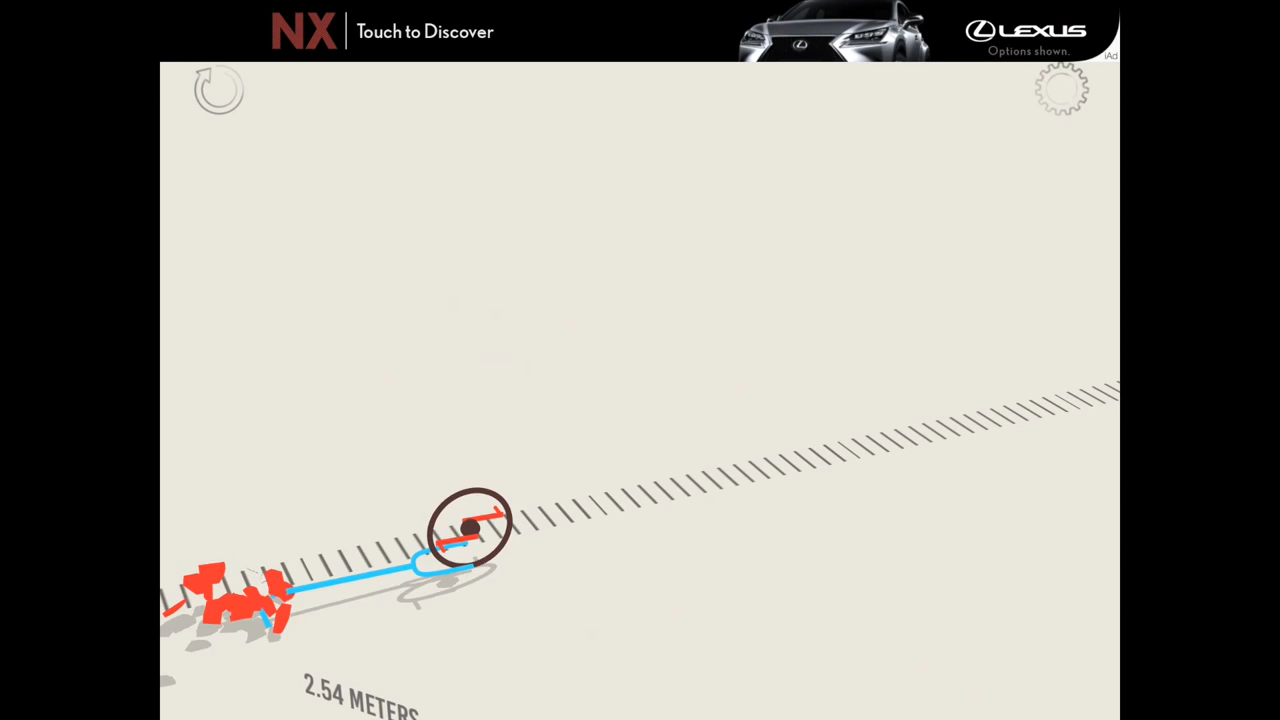 NX Touch to Discover
LEXUS
Options shown.
iAd
2.54 METERS